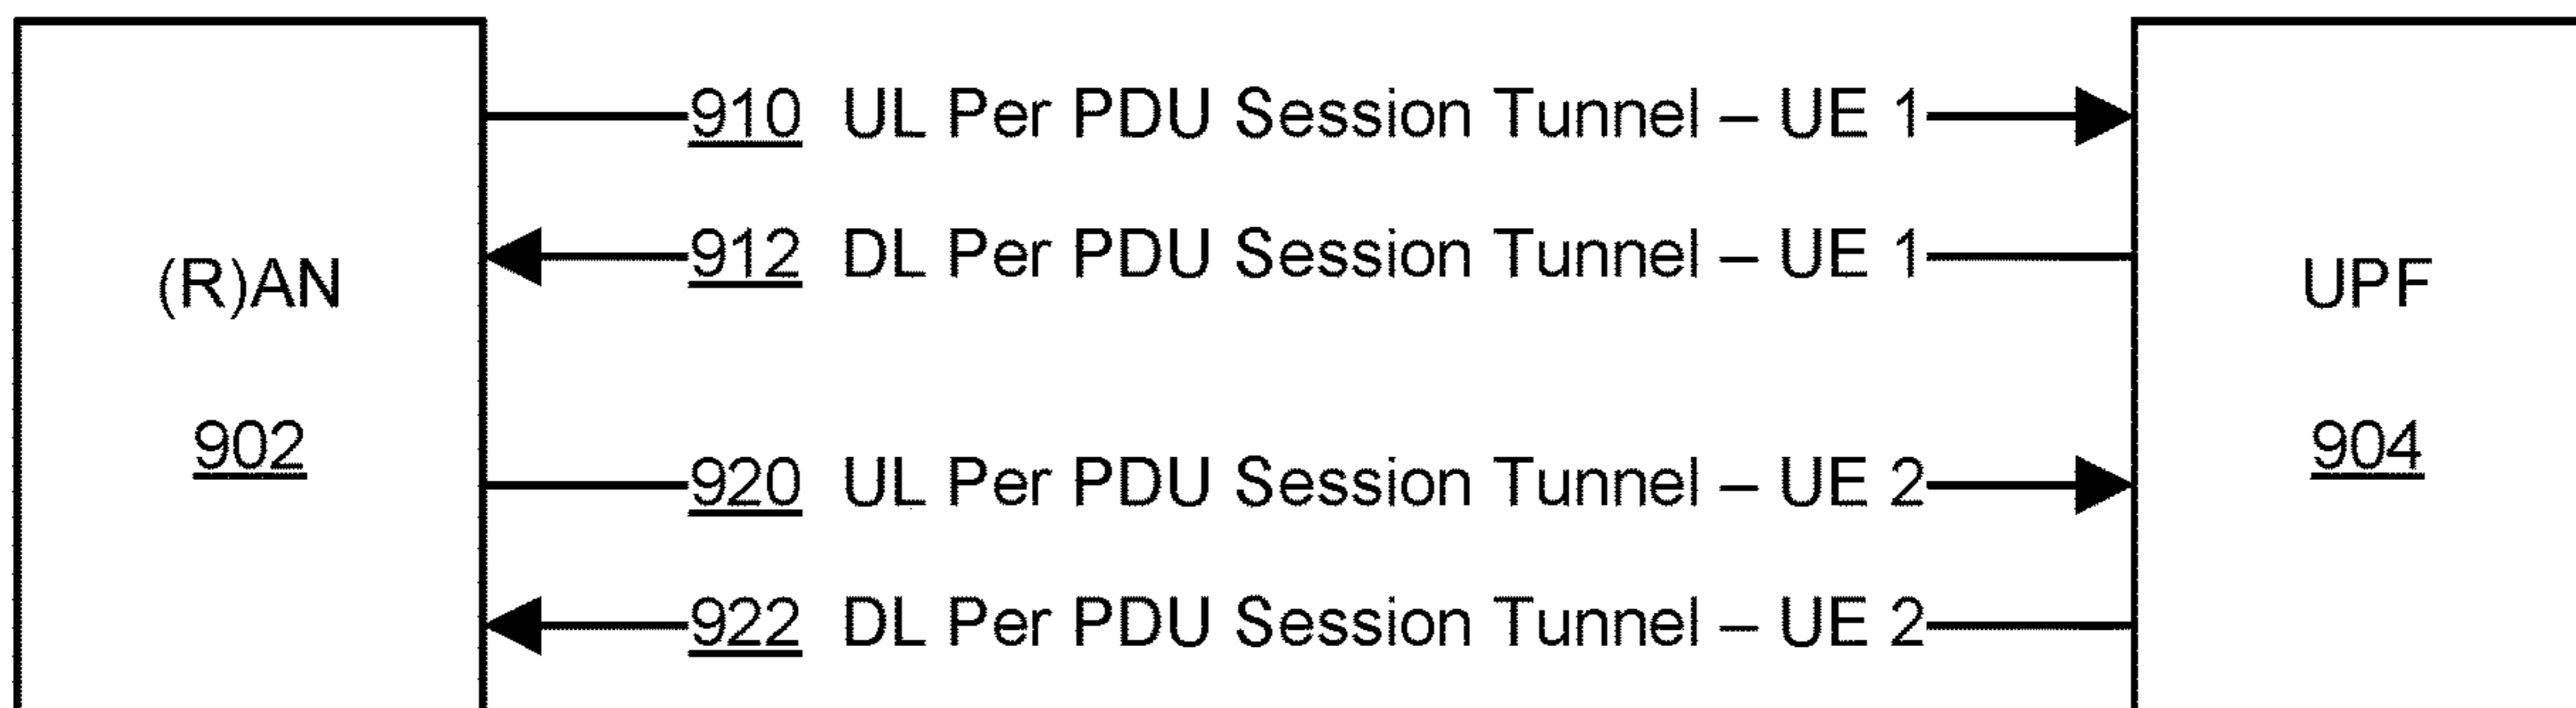 910 UL Per PDU Session Tunnel – UE 1
912 DL Per PDU Session Tunnel – UE 1
(R)AN
UPF
902
904
920 UL Per PDU Session Tunnel – UE 2
922 DL Per PDU Session Tunnel – UE 2